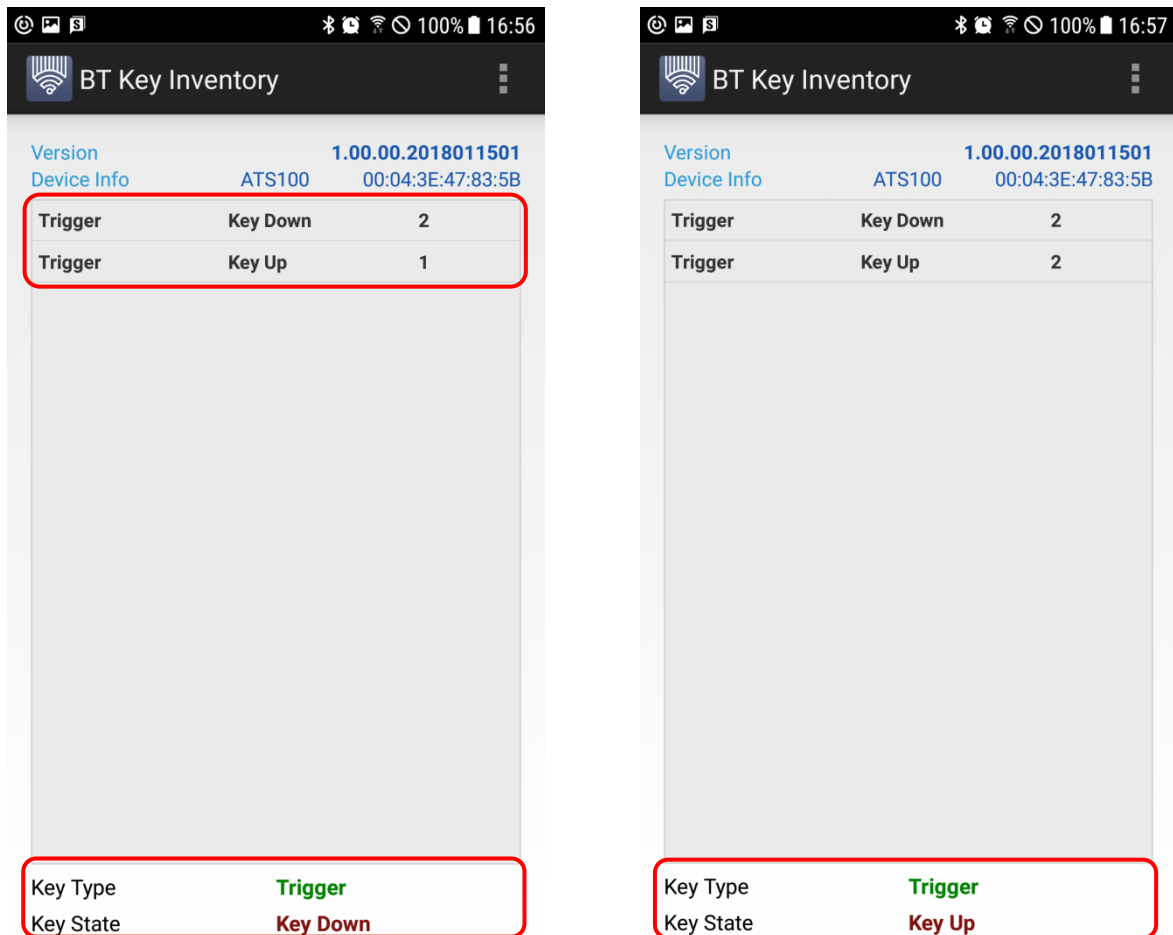 100% 16:56
BT Key Inventory
Version 1.00.00.2018011501
Device Info ATS100 00:04:3E:47:83:5B
Trigger Key Down 2
Trigger Key Up 1
Key Type Trigger
Key State Key Down
100% 16:57
BT Key Inventory
Version 1.00.00.2018011501
Device Info ATS100 00:04:3E:47:83:5B
Trigger Key Down 2
Trigger Key Up 2
Key Type Trigger
Key State Key Up